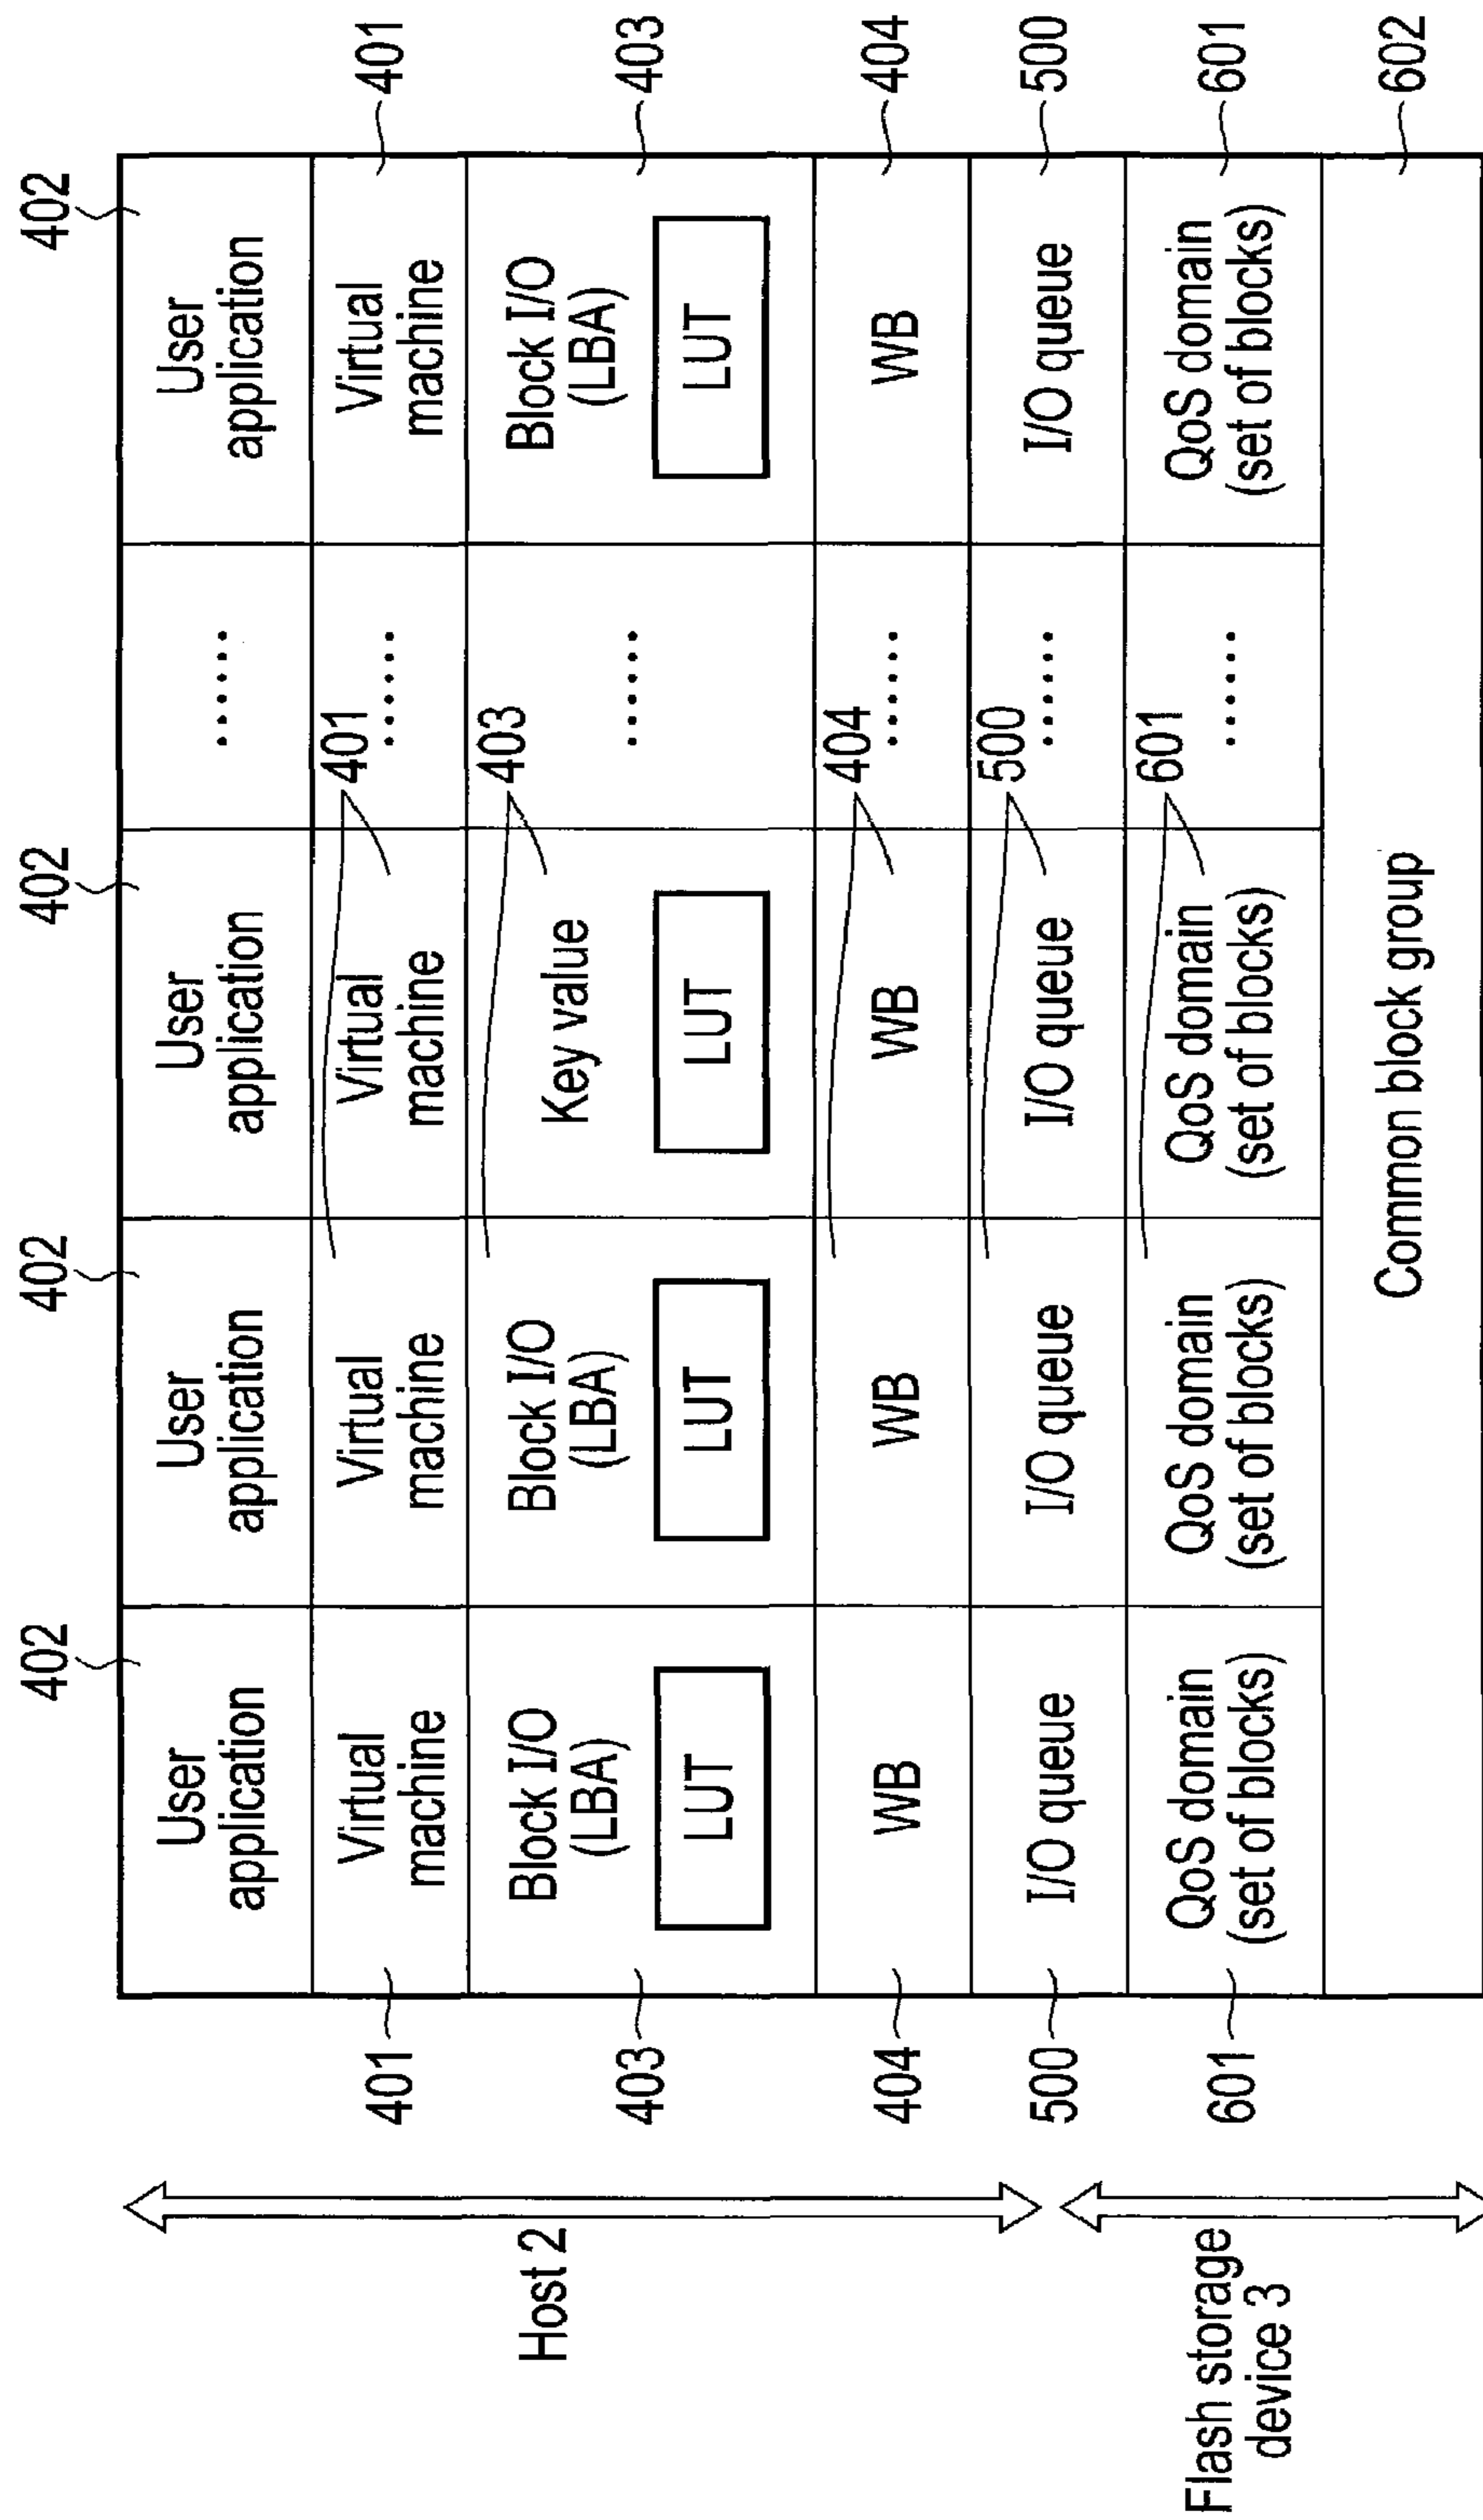 402
402
402
402
User
application
User
application
User
application
......
User
application
401
Virtual
machine
Virtual
machine
Virtual
machine
401
......
Virtual
machine
401
403
Block I/O
(LBA)
LUT
Block I/O
(LBA)
LUT
Key value
LUT
403
......
Block I/O
(LBA)
LUT
403
Host 2
404
WB
WB
WB
404
......
WB
404
500
I/O queue
I/O queue
I/O queue
500
......
I/O queue
500
Flash storage
device 3
601
QoS domain
(set of blocks)
QoS domain
(set of blocks)
QoS domain
(set of blocks)
601
......
QoS domain
(set of blocks)
601
Common block group
602